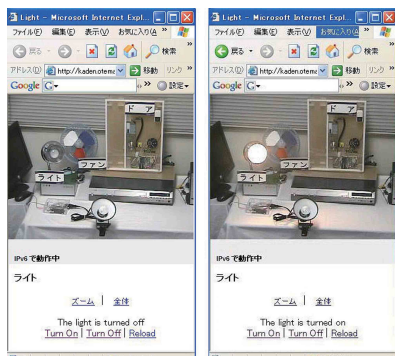 Light - Microsoft Internet Expl...
ファイル(F) 編集(E) 表示(V) お気に入り(A) »
戻る 検索 »
アドレス(D) http://kaden.otema 移動 リンク »
Google G 設定
ドア
ファン
ライト
IPv6 で動作中
ライト
ズーム | 全体
The light is turned off
Turn On | Turn Off | Reload
Light - Microsoft Internet Expl...
ファイル(F) 編集(E) 表示(V) お気に入り(A) »
戻る 検索 »
アドレス(D) http://kaden.otema 移動 リンク »
Google G 設定
ドア
ファン
ライト
IPv6 で動作中
ライト
ズーム | 全体
The light is turned on
Turn On | Turn Off | Reload